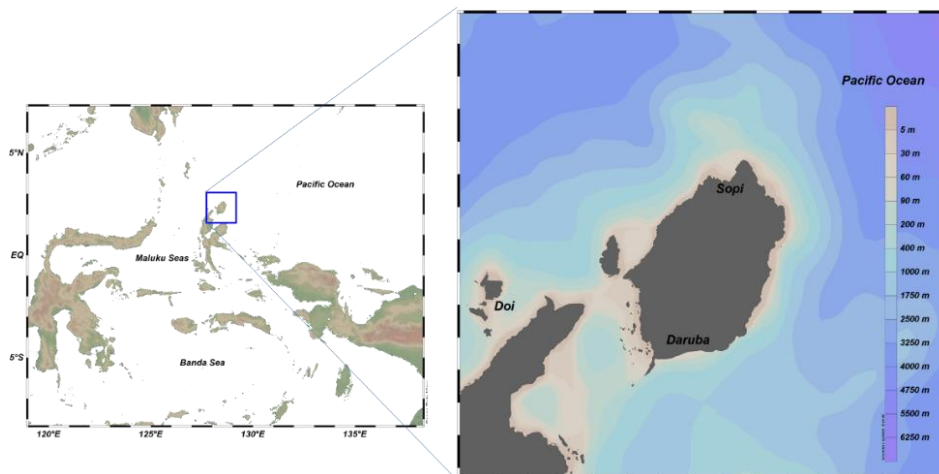 5°N
EQ
5°S
120°E
125°E
130°E
135°E
Pacific Ocean
Maluku Seas
Banda Sea
Pacific Ocean
Sopi
Doi
Daruba
5 m
30 m
60 m
90 m
200 m
400 m
1000 m
1750 m
2500 m
3250 m
4000 m
4750 m
5500 m
6250 m